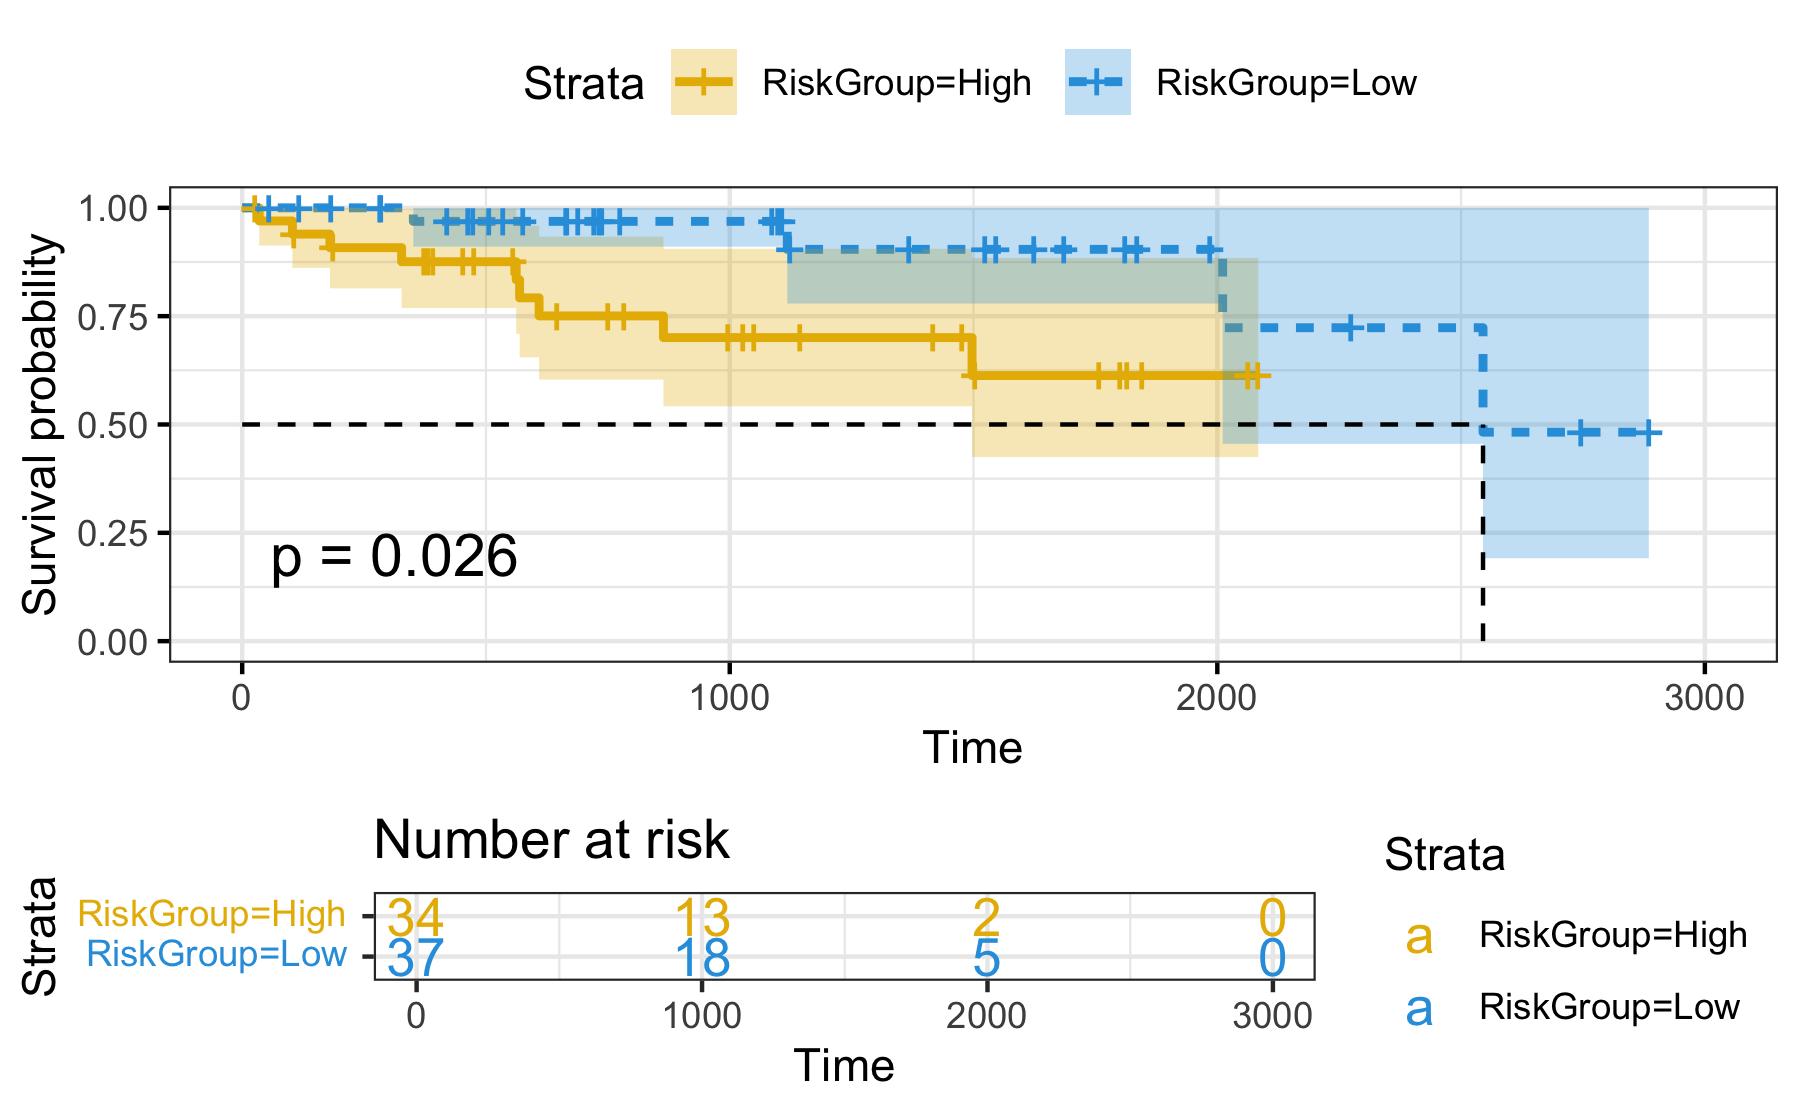 Strata RiskGroup=High RiskGroup=Low
Survival probability
1.00
0.75
0.50
0.25
0.00
p = 0.026
0 1000 2000 3000
Time
Number at risk
Strata
RiskGroup=High 34 13 2 0
RiskGroup=Low 37 18 5 0
0 1000 2000 3000
Time
Strata
a RiskGroup=High
a RiskGroup=Low